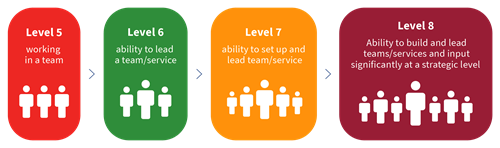 Level 5
working
in a team
Level 6
ability to lead
a team/service
Level 7
ability to set up and
lead team/service
Level 8
Ability to build and lead
teams/services and input
significantly at a strategic level